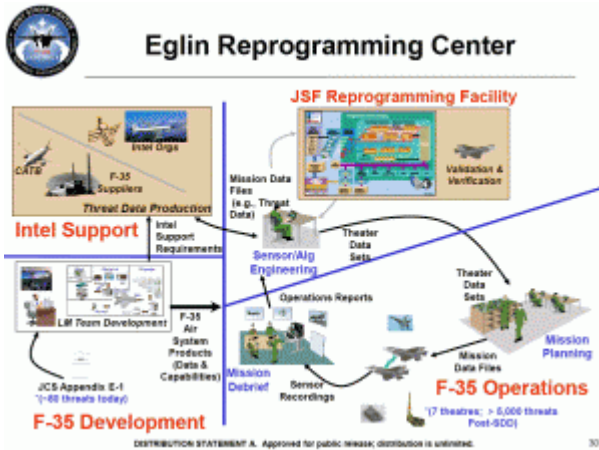 Eglin Reprogramming Center
JSF Reprogramming Facility
Intel Orgs
CATB
F-35
Suppliers
Threat Data Production
Intel Support
Validation &
Verification
Mission Data
Files
(e.g., Threat
Data)
Intel
Support
Requirements
Sensor/Alg
Engineering
Theater
Data
Sets
Theater
Data
Sets
LM Team Development
F-35
Air
System
Products
(Data &
Capabilities)
Operations Reports
Mission
Planning
Mission
Data Files
Mission
Debrief
Sensor
Recordings
JCS Appendix E-1
*(~80 threats today)
F-35 Development
F-35 Operations
*(7 theatres; > 5,000 threats
Post-SDD)
DISTRIBUTION STATEMENT A. Approved for public release; distribution is unlimited.
30